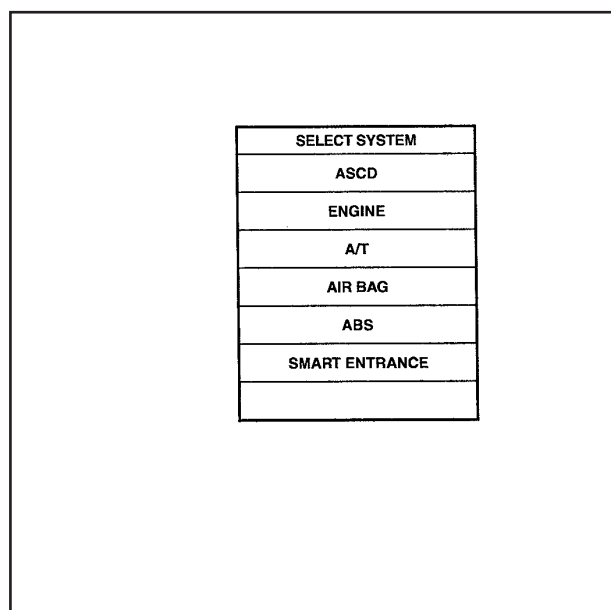 SELECT SYSTEM
ASCD
ENGINE
A/T
AIR BAG
ABS
SMART ENTRANCE